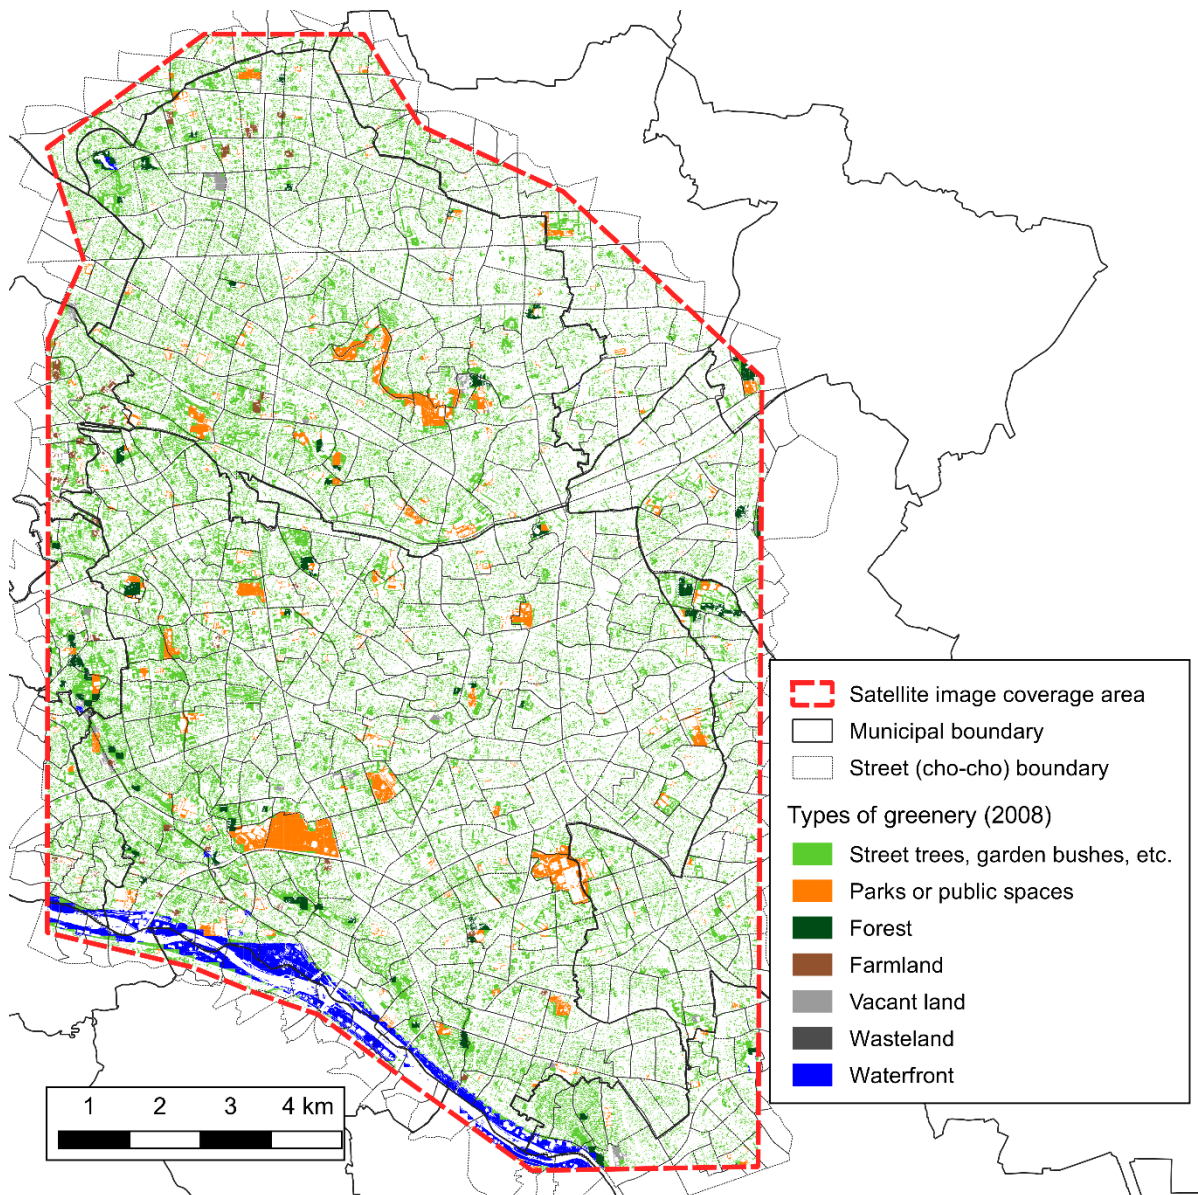 Satellite image coverage area
Municipal boundary
Street (cho-cho) boundary
Types of greenery (2008)
Street trees, garden bushes, etc.
Parks or public spaces
Forest
Farmland
Vacant land
Wasteland
Waterfront
1 2 3 4 km